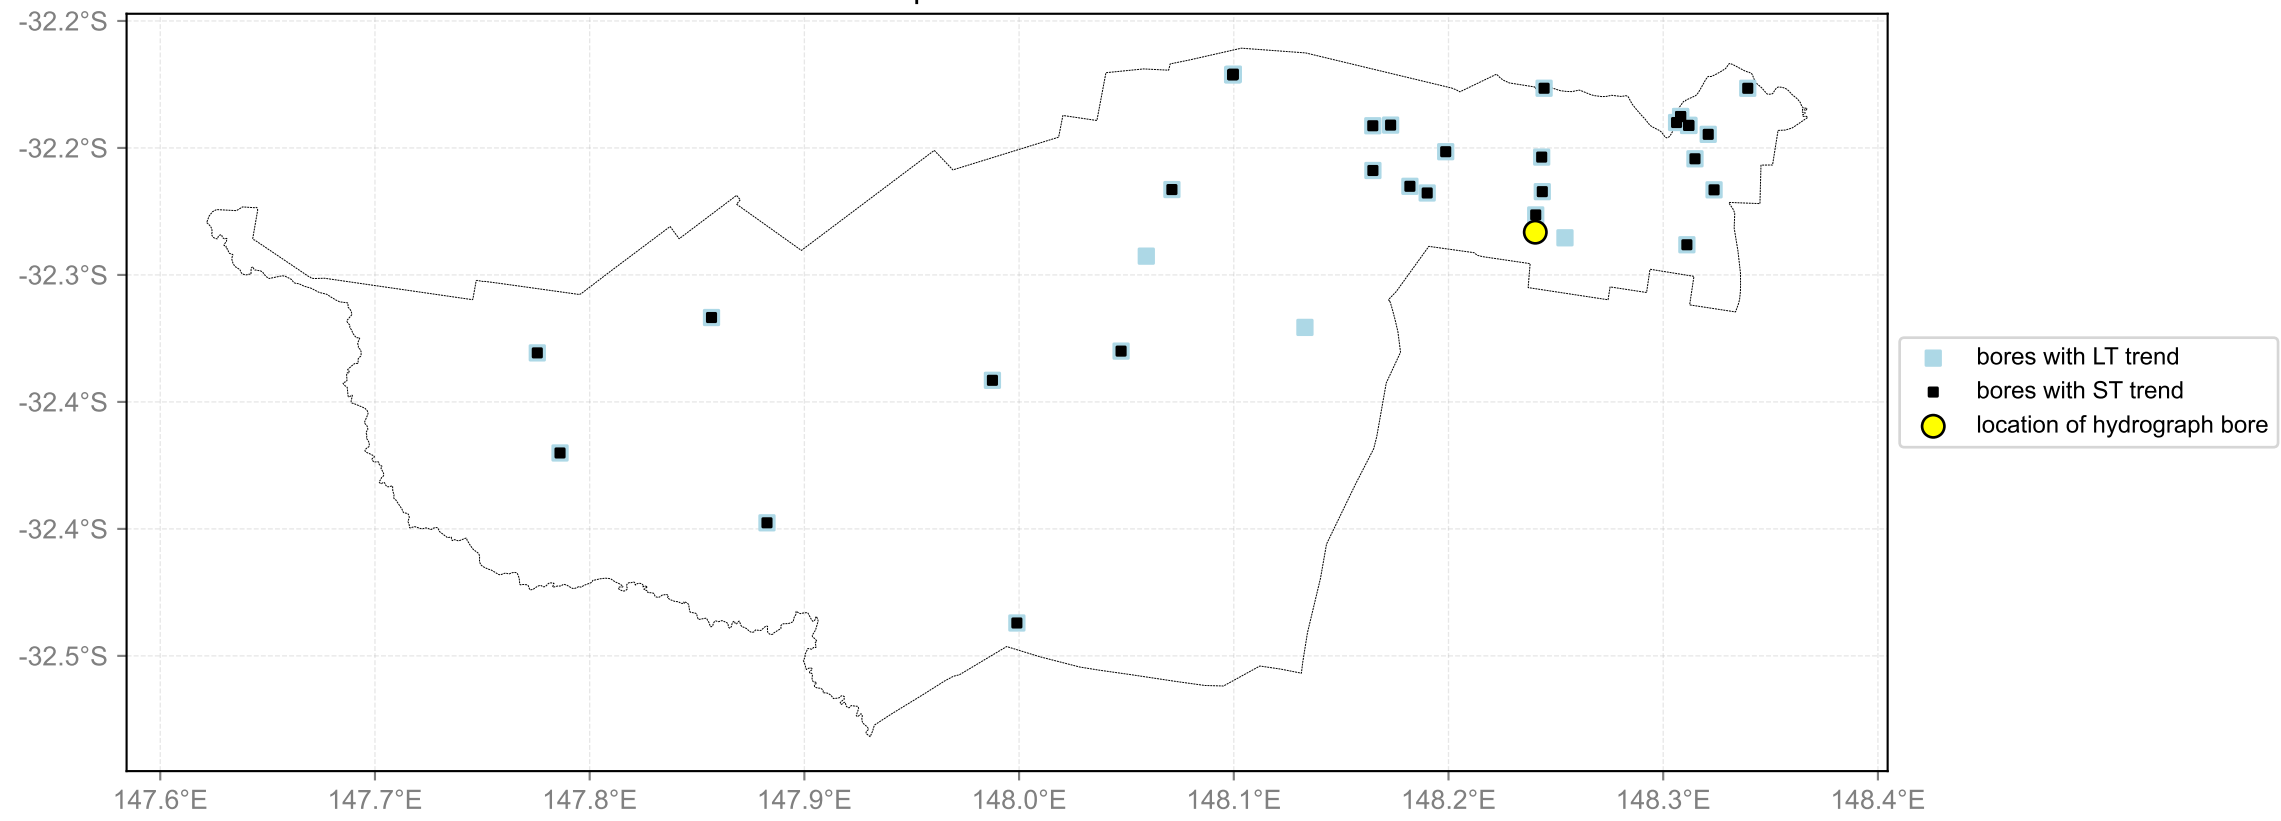 -32.2°S
-32.2°S
-32.3°S
-32.4°S
-32.4°S
-32.5°S
147.6°E 147.7°E 147.8°E 147.9°E 148.0°E 148.1°E 148.2°E 148.3°E 148.4°E
bores with LT trend
bores with ST trend
location of hydrograph bore